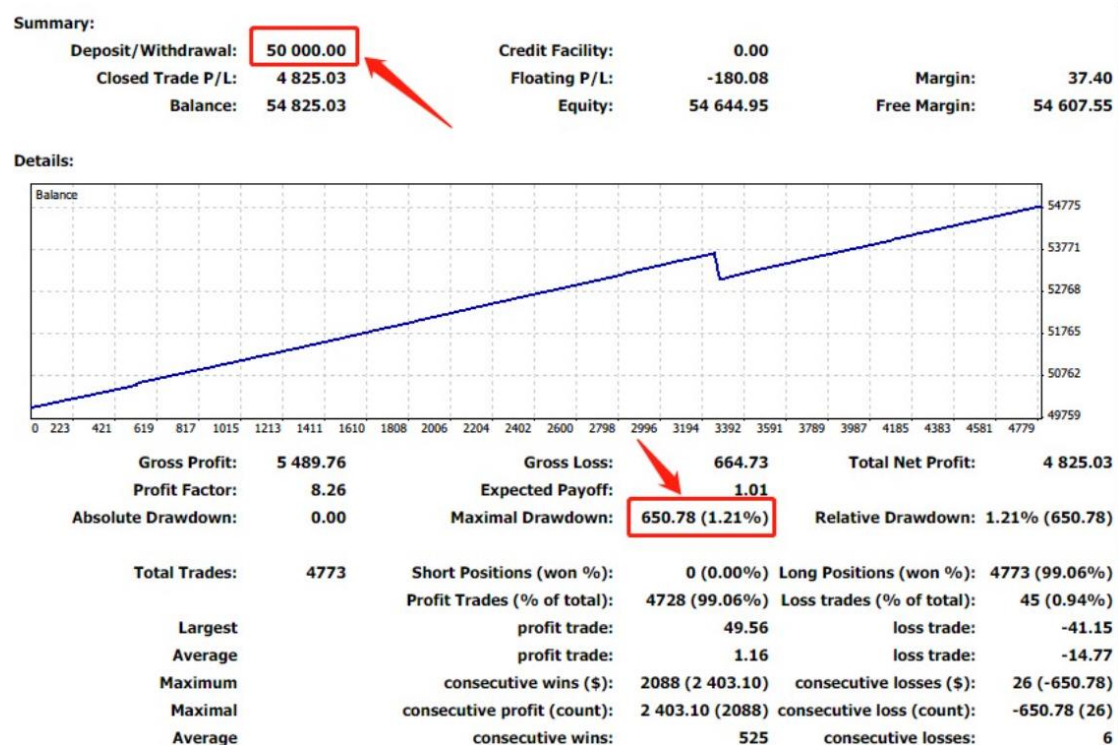 Summary:
Deposit/Withdrawal: 50 000.00 Credit Facility: 0.00
Closed Trade P/L: 4 825.03 Floating P/L: -180.08 Margin: 37.40
Balance: 54 825.03 Equity: 54 644.95 Free Margin: 54 607.55
Details:
Balance
54775
53771
52768
51765
50762
49759
0 223 421 619 817 1015 1213 1411 1610 1808 2006 2204 2402 2600 2798 2996 3194 3392 3591 3789 3987 4185 4383 4581 4779
Gross Profit: 5 489.76 Gross Loss: 664.73 Total Net Profit: 4 825.03
Profit Factor: 8.26 Expected Payoff: 1.01
Absolute Drawdown: 0.00 Maximal Drawdown: 650.78 (1.21%) Relative Drawdown: 1.21% (650.78)
Total Trades: 4773 Short Positions (won %): 0 (0.00%) Long Positions (won %): 4773 (99.06%)
Profit Trades (% of total): 4728 (99.06%) Loss trades (% of total): 45 (0.94%)
Largest profit trade: 49.56 loss trade: -41.15
Average profit trade: 1.16 loss trade: -14.77
Maximum consecutive wins ($): 2088 (2 403.10) consecutive losses ($): 26 (-650.78)
Maximal consecutive profit (count): 2 403.10 (2088) consecutive loss (count): -650.78 (26)
Average consecutive wins: 525 consecutive losses: 6